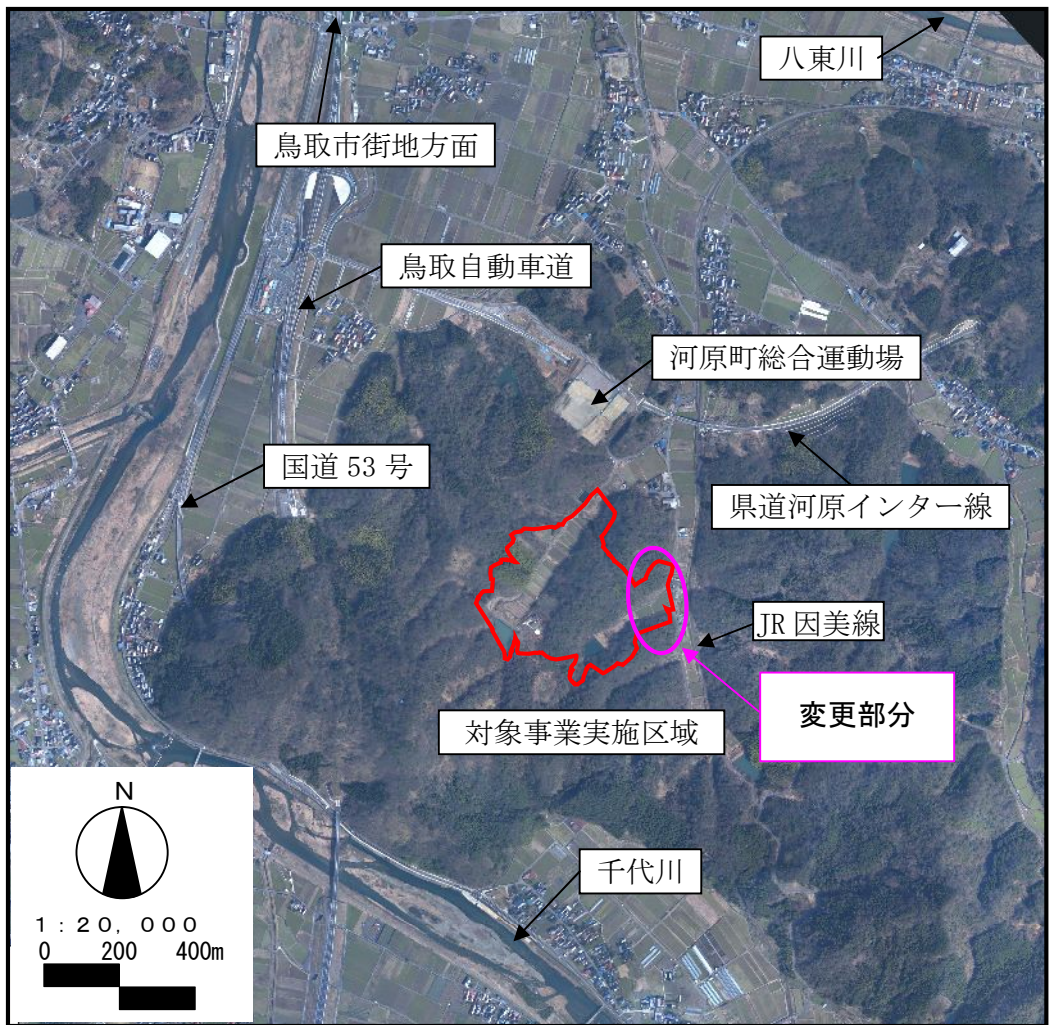 八東川
鳥取市街地方面
鳥取自動車道
河原町総合運動場
国道 53 号
県道河原インター線
JR 因美線
変更部分
対象事業実施区域
千代川
N
1:20,000
0 200 400m